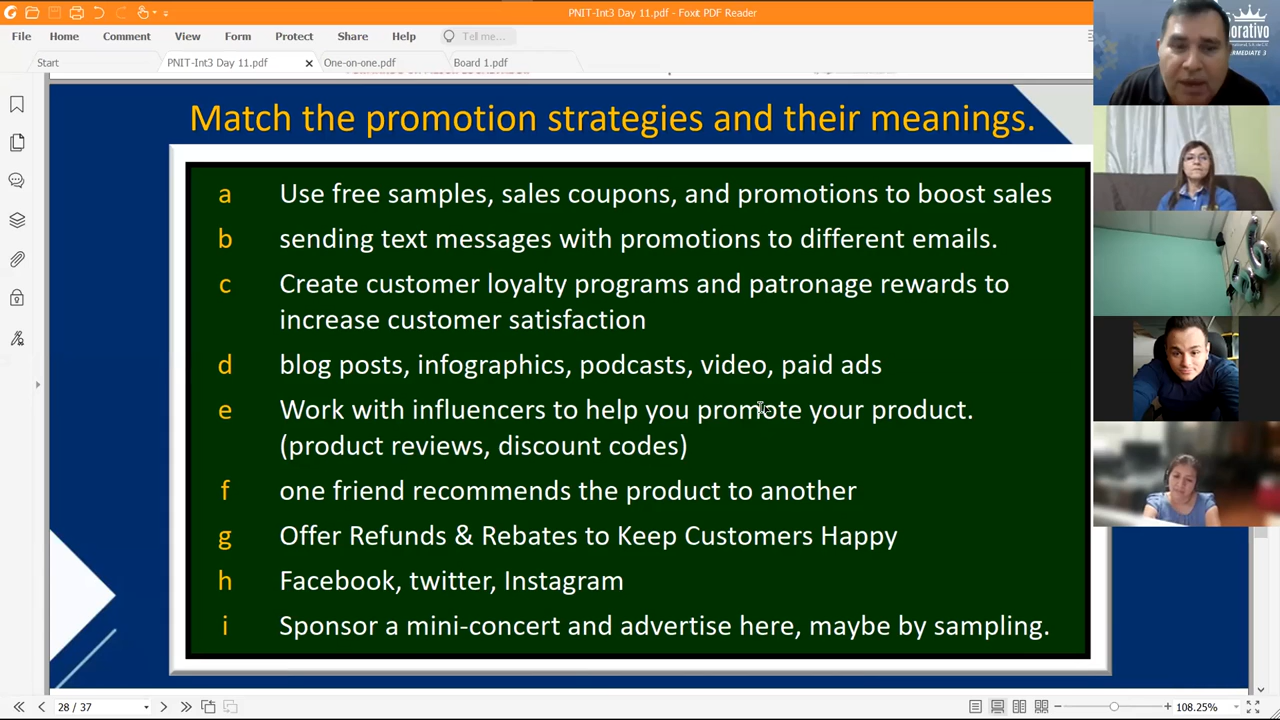 PNIT-Int3 Day 11.pdf - Foxit PDF Reader
File Home Comment View Form Protect Share Help Tell me...
Start PNIT-Int3 Day 11.pdf One-on-one.pdf Board 1.pdf
Match the promotion strategies and their meanings.
a Use free samples, sales coupons, and promotions to boost sales
b sending text messages with promotions to different emails.
c Create customer loyalty programs and patronage rewards to
increase customer satisfaction
d blog posts, infographics, podcasts, video, paid ads
e Work with influencers to help you promote your product.
(product reviews, discount codes)
f one friend recommends the product to another
g Offer Refunds & Rebates to Keep Customers Happy
h Facebook, twitter, Instagram
i Sponsor a mini-concert and advertise here, maybe by sampling.
28 / 37
108.25%